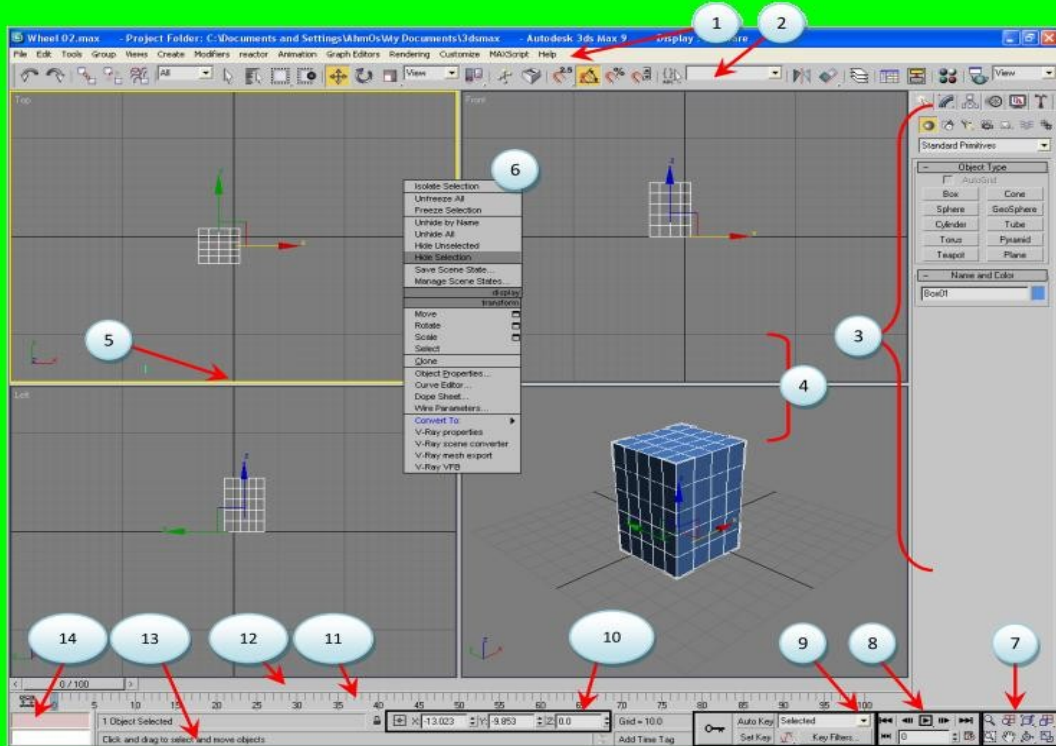 1
2
Wheel 02.max - Project Folder: C:\Documents and Settings\AhmOs\My Documents\3dsmax - Autodesk 3ds Max 9 - Display :
File Edit Tools Group Views Create Modifiers reactor Animation Graph Editors Rendering Customize MAXScript Help
All
View
2.5
View
Top
Front
Standard Primitives
6
Object Type
AutoGrid
Box Cone
Sphere GeoSphere
Cylinder Tube
Torus Pyramid
Teapot Plane
Name and Color
Box01
Isolate Selection
Unfreeze All
Freeze Selection
Unhide by Name
Unhide All
Hide Unselected
Hide Selection
Save Scene State...
Manage Scene States...
display
transform
Move
Rotate
Scale
Select
Clone
Object Properties...
Curve Editor...
Dope Sheet...
Wire Parameters...
Convert To:
V-Ray properties
V-Ray scene converter
V-Ray mesh export
V-Ray VFB
3
5
4
Left
14
13
12
11
10
9
8
7
0 / 100
0 5 10 15 20 25 30 35 40 45 50 55 60 65 70 75 80 85 90 95 100
1 Object Selected
X: -13.023 Y: -9.853 Z: 0.0
Grid = 10.0
Auto Key Selected
Click and drag to select and move objects
Add Time Tag
Set Key Key Filters...
0